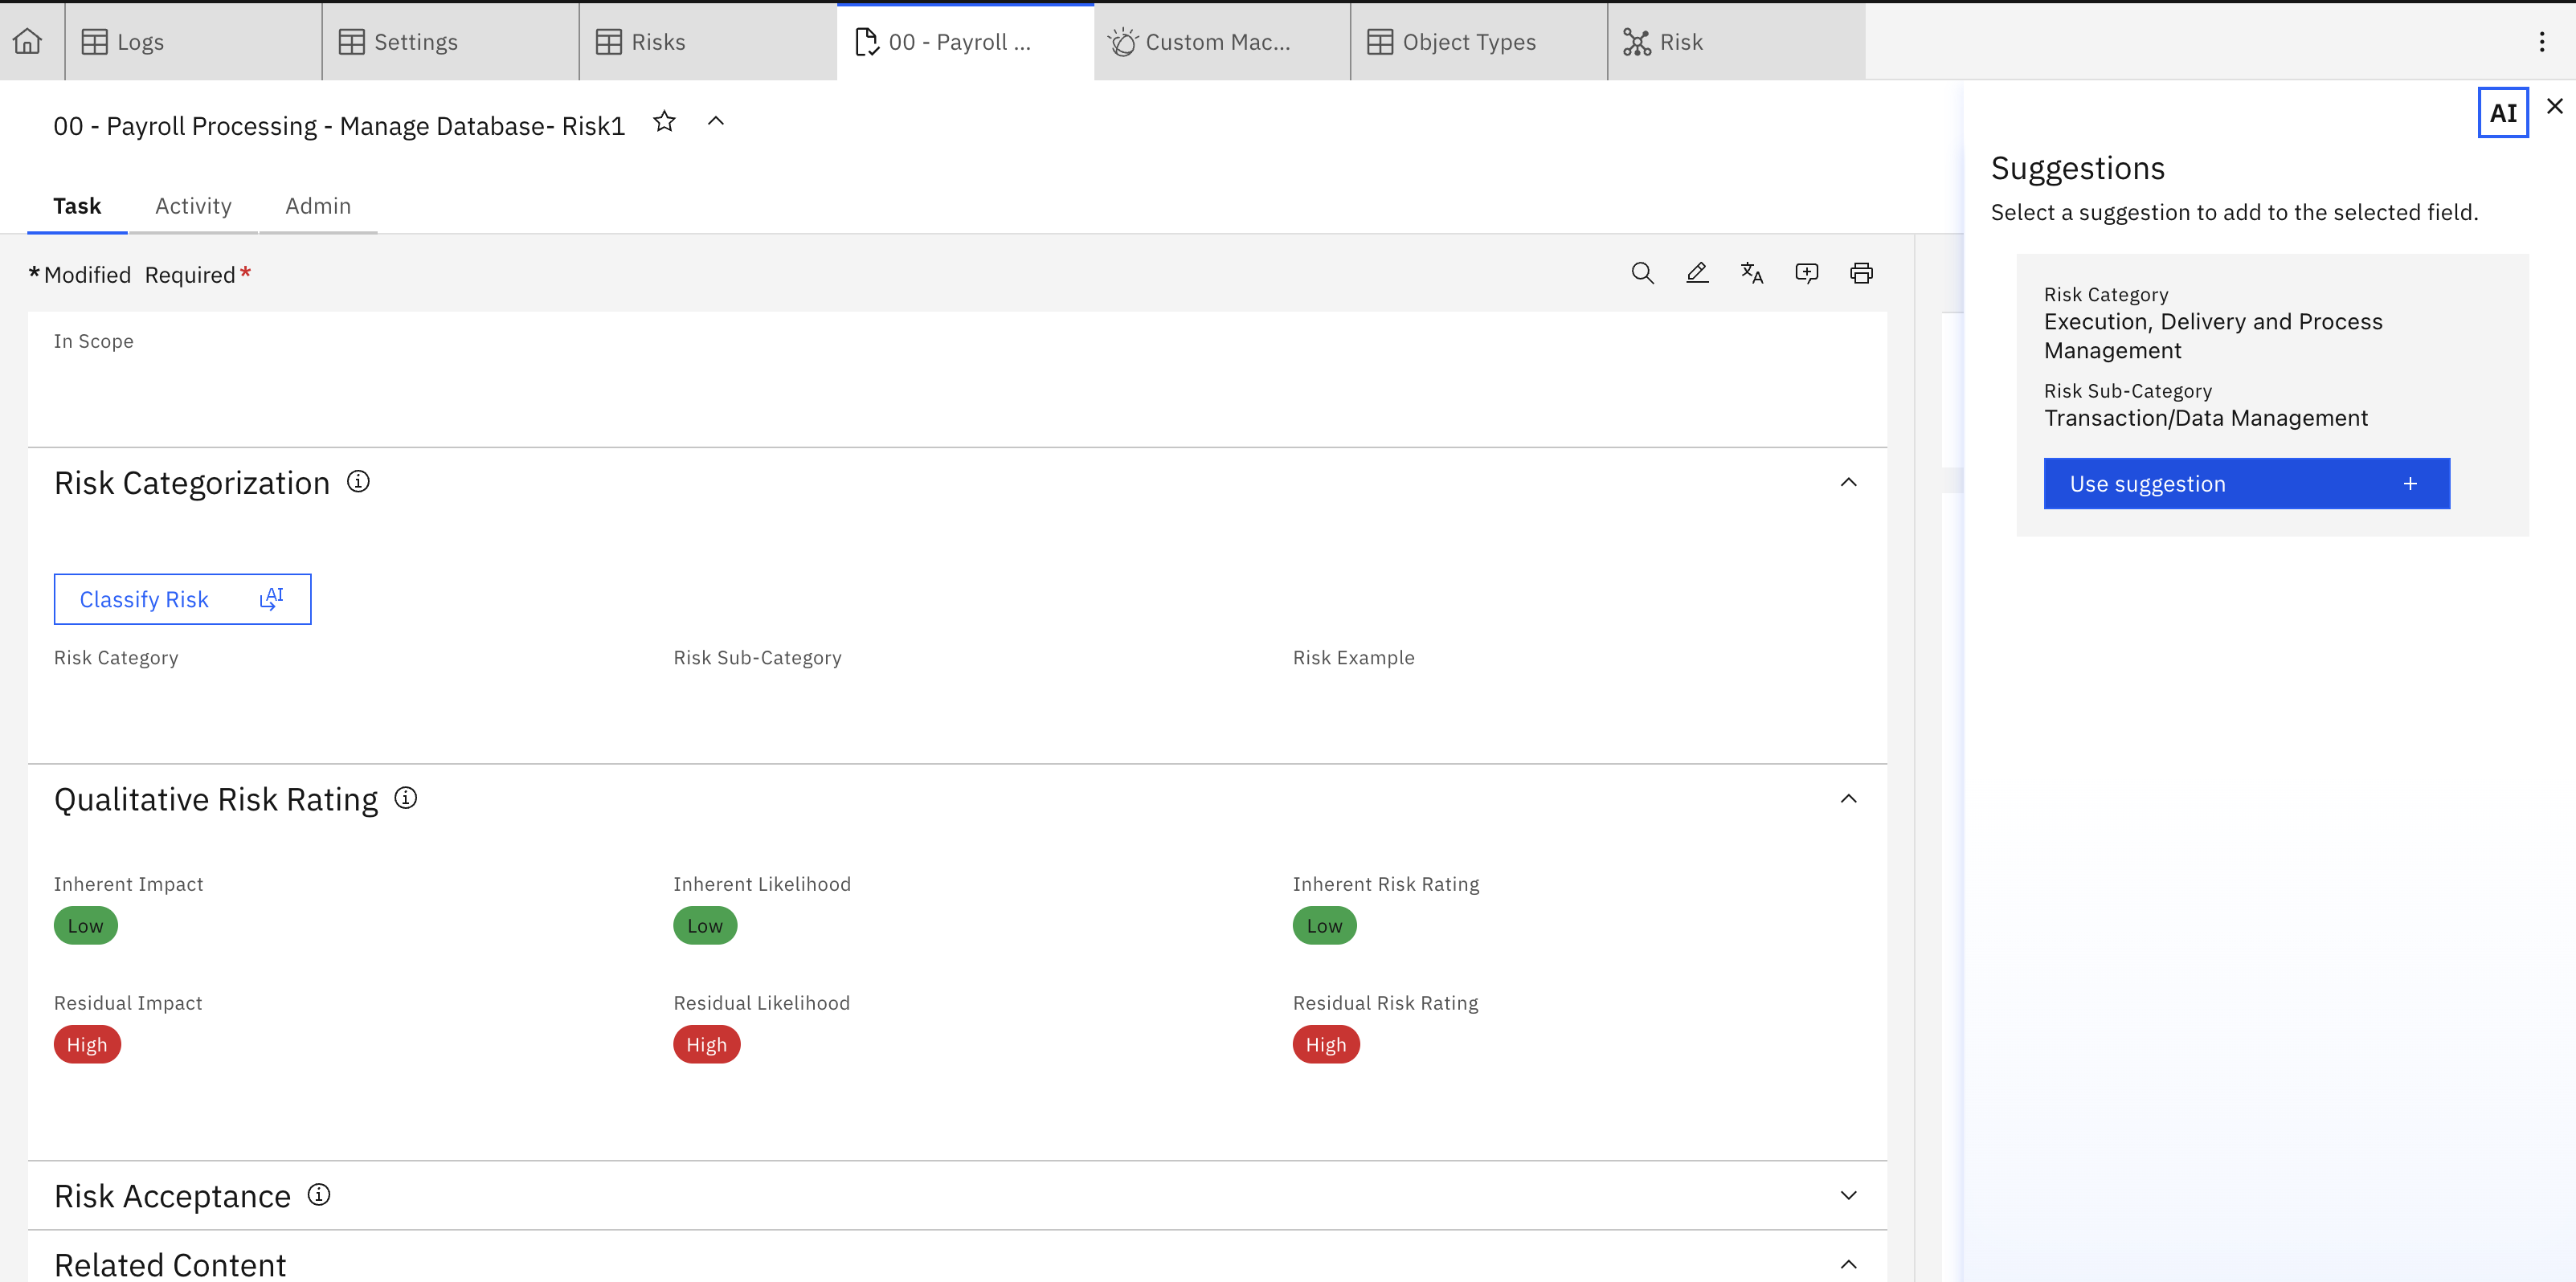 Logs
Settings
Risks
00 - Payroll ...
Custom Mac...
Object Types
Risk
00 - Payroll Processing - Manage Database- Risk1
Task
Activity
Admin
*Modified Required*
In Scope
Risk Categorization
Classify Risk AI
Risk Category
Risk Sub-Category
Risk Example
Qualitative Risk Rating
Inherent Impact
Inherent Likelihood
Inherent Risk Rating
Low
Low
Low
Residual Impact
Residual Likelihood
Residual Risk Rating
High
High
High
Risk Acceptance
Related Content
AI
Suggestions
Select a suggestion to add to the selected field.
Risk Category
Execution, Delivery and Process
Management
Risk Sub-Category
Transaction/Data Management
Use suggestion +